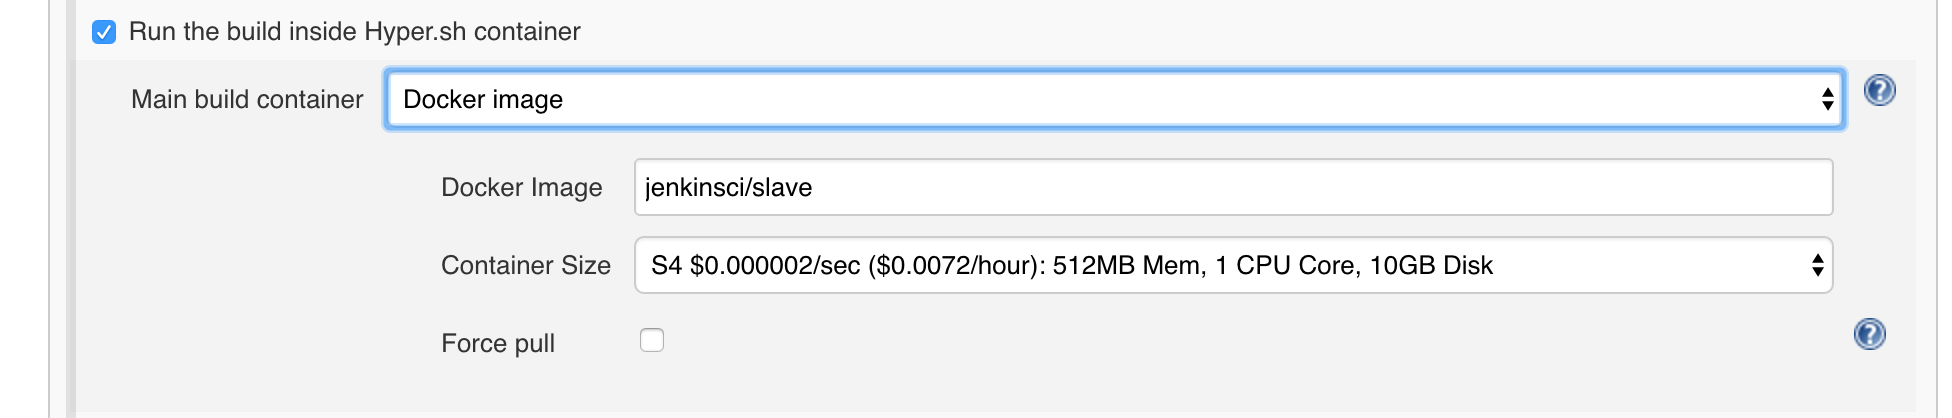 Run the build inside Hyper.sh container
Main build container Docker image
Docker Image jenkinsci/slave
Container Size S4 $0.000002/sec ($0.0072/hour): 512MB Mem, 1 CPU Core, 10GB Disk
Force pull